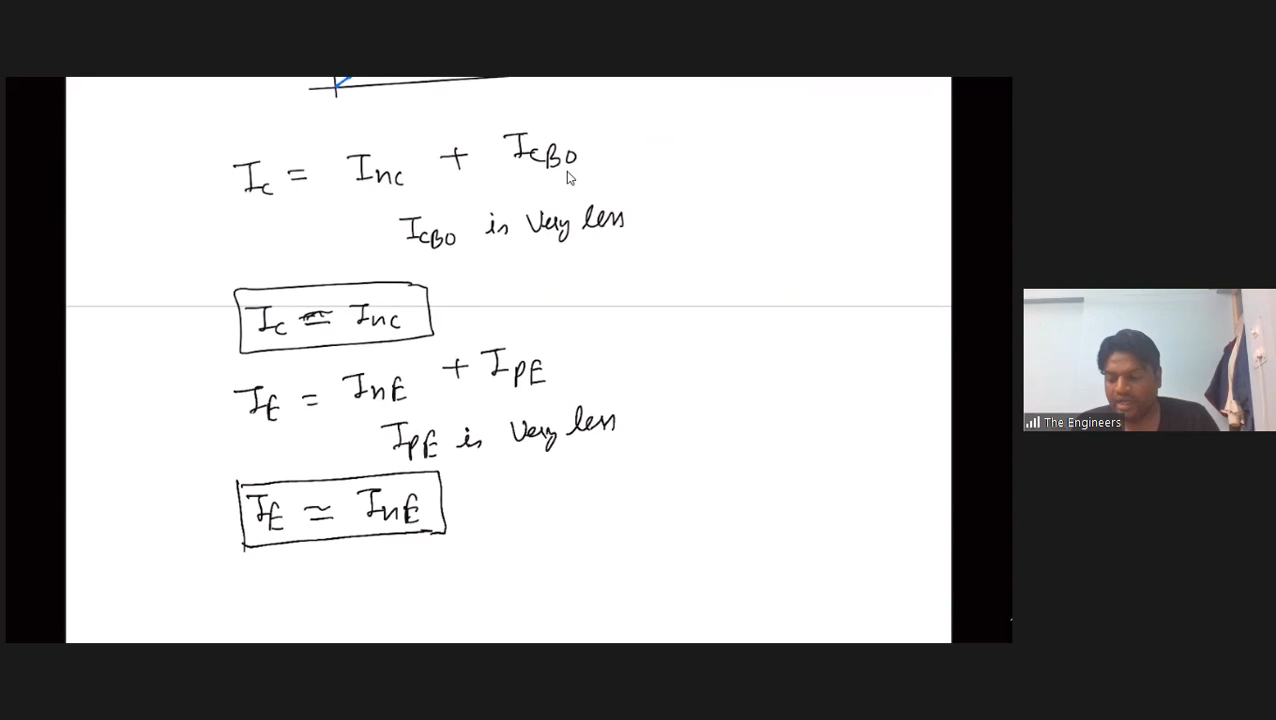 Ic = Inc + ICBO
ICBO is very less
Ic ≃ Inc
IE = InE + IPE
IPE is very less
IE ≃ InE
The Engineers